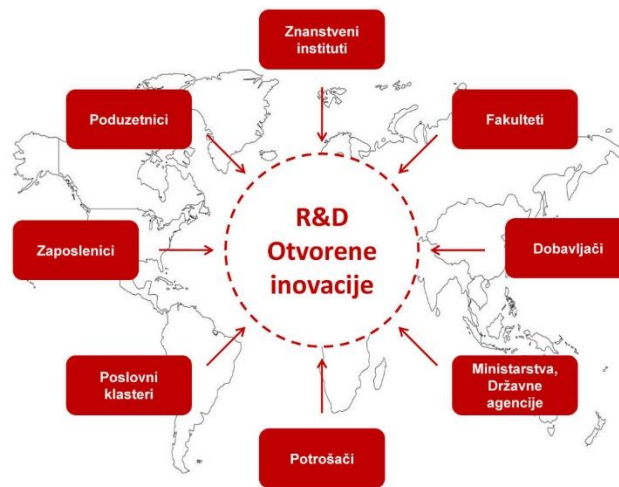 Znanstveni
instituti
Poduzetnici
Fakulteti
R&D
Otvorene
inovacije
Zaposlenici
Dobavljači
Poslovni
klasteri
Ministarstva,
Državne
agencije
Potrošači